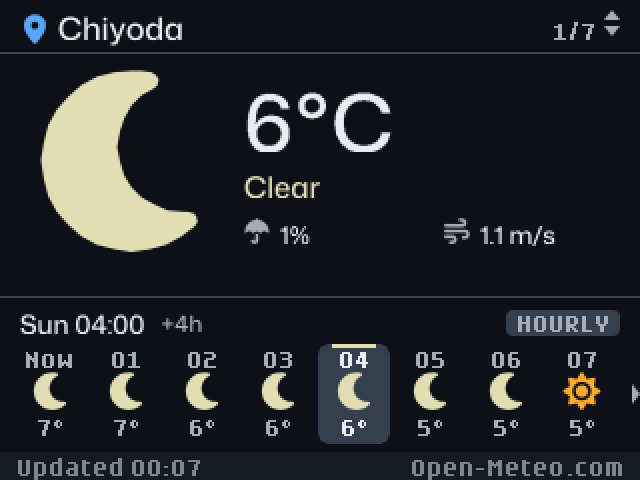 Chiyoda 1/7
6°C
Clear
1% 1.1 m/s
Sun 04:00 +4h HOURLY
Now 01 02 03 04 05 06 07
7° 7° 6° 6° 6° 5° 5° 5°
Updated 00:07 Open-Meteo.com